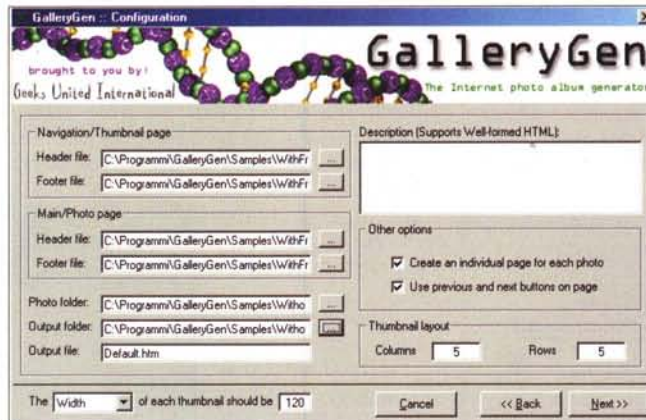 GalleryGen :: Configuration
brought to you by!
Geeks United International
GalleryGen
The Internet photo album generator
Navigation/Thumbnail page
Header file: C:\Programmi\GalleryGen\Samples\WithFr ...
Footer file: C:\Programmi\GalleryGen\Samples\WithFr ...
Main/Photo page
Header file: C:\Programmi\GalleryGen\Samples\WithFr ...
Footer file: C:\Programmi\GalleryGen\Samples\WithFr ...
Photo folder: C:\Programmi\GalleryGen\Samples\Witho ...
Output folder: C:\Programmi\GalleryGen\Samples\Witho ...
Output file: Default.htm
Description (Supports Well-formed HTML):
Other options
Create an individual page for each photo
Use previous and next buttons on page
Thumbnail layout
Columns 5 Rows 5
The Width of each thumbnail should be 120
Cancel << Back Next >>